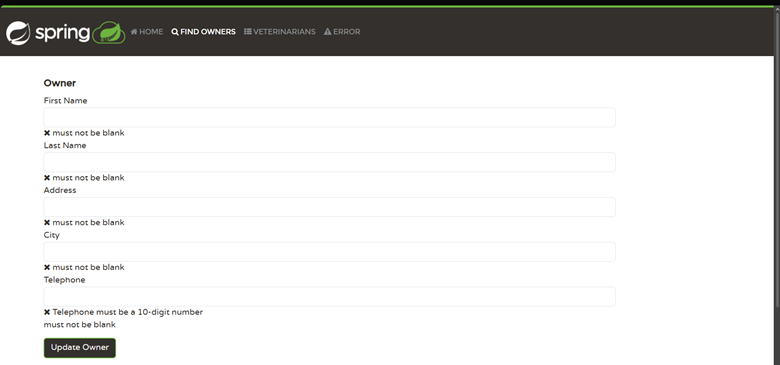 spring HOME FIND OWNERS VETERINARIANS ERROR
Owner
First Name
✖ must not be blank
Last Name
✖ must not be blank
Address
✖ must not be blank
City
✖ must not be blank
Telephone
✖ Telephone must be a 10-digit number
must not be blank
Update Owner